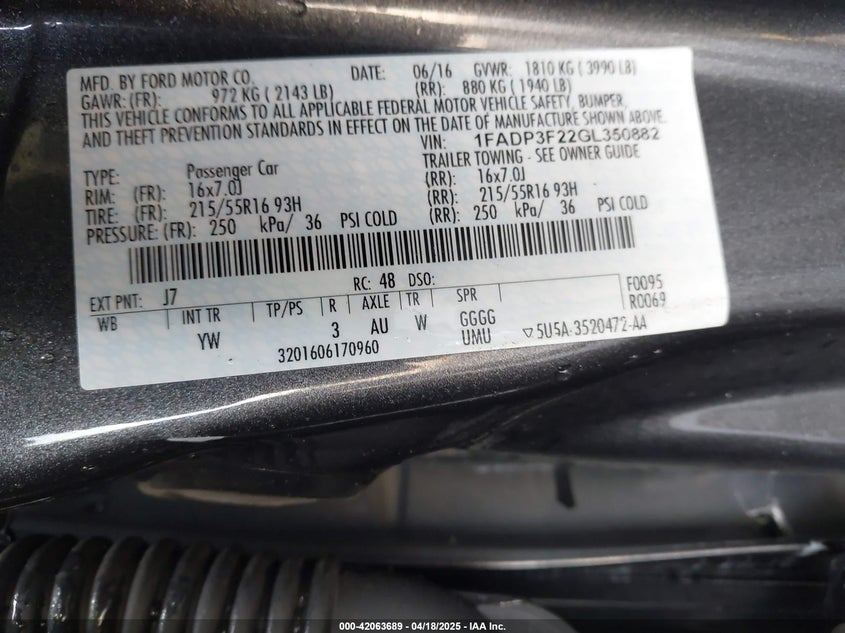 MFD. BY FORD MOTOR CO. DATE: 06/16 GVWR: 1810 KG ( 3990 LB)
GAWR: (FR): 972 KG ( 2143 LB) (RR): 880 KG ( 1940 LB)
THIS VEHICLE CONFORMS TO ALL APPLICABLE FEDERAL MOTOR VEHICLE SAFETY, BUMPER,
AND THEFT PREVENTION STANDARDS IN EFFECT ON THE DATE OF MANUFACTURE SHOWN ABOVE.
VIN: 1FADP3F22GL350882
TYPE: Passenger Car TRAILER TOWING - SEE OWNER GUIDE
RIM: (FR): 16x7.0J (RR): 16x7.0J
TIRE: (FR): 215/55R16 93H (RR): 215/55R16 93H
PRESSURE: (FR): 250 kPa/ 36 PSI COLD (RR): 250 kPa/ 36 PSI COLD
EXT PNT: J7 RC: 48 DSO: F0095
WB INT TR TP/PS R AXLE TR SPR R0069
YW 3 AU W GGGG
3201606170960 UMU ▽5U5A-3520472-AA
000-42063689 - 04/18/2025 - IAA Inc.